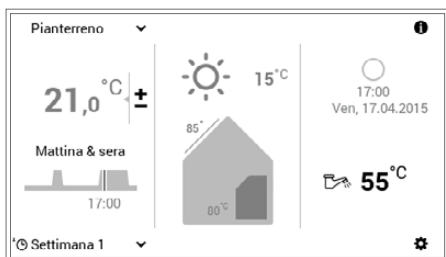 Pianterreno
21,0 °C ±
Mattina & sera
17:00
Settimana 1
15°C
85°
80°C
17:00
Ven, 17.04.2015
55°C